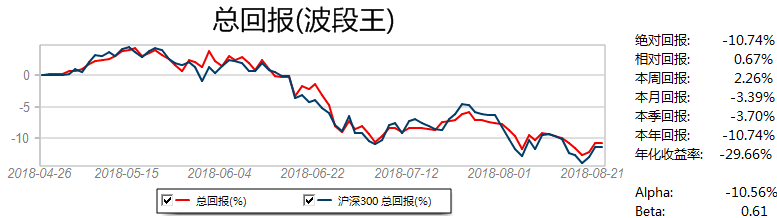 总回报(波段王)
0
-5
-10
2018-04-26 2018-05-15 2018-06-04 2018-06-22 2018-07-12 2018-08-01 2018-08-21
总回报(%) 沪深300 总回报(%)
绝对回报: -10.74%
相对回报: 0.67%
本周回报: 2.26%
本月回报: -3.39%
本季回报: -3.70%
本年回报: -10.74%
年化收益率: -29.66%
Alpha: -10.56%
Beta: 0.61